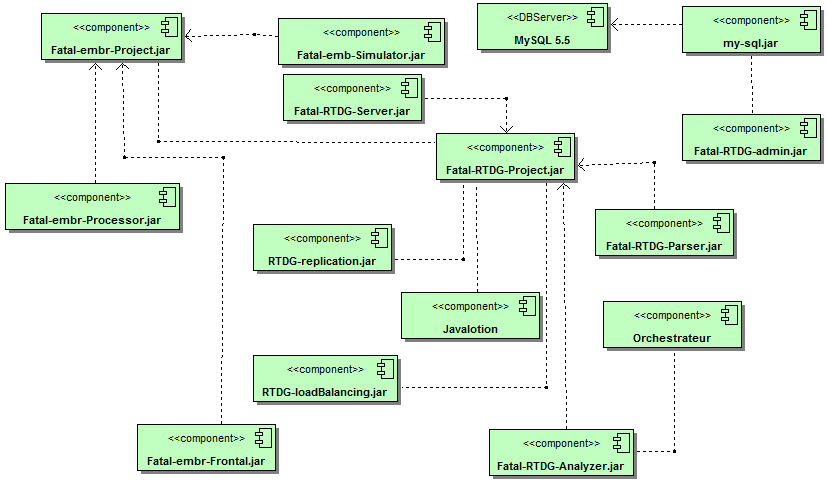 <<component>>
Fatal-embr-Project.jar
<<component>>
Fatal-emb-Simulator.jar
<<DBServer>>
MySQL 5.5
<<component>>
my-sql.jar
<<component>>
Fatal-RTDG-Server.jar
<<component>>
Fatal-RTDG-admin.jar
<<component>>
Fatal-RTDG-Project.jar
<<component>>
Fatal-embr-Processor.jar
<<component>>
Fatal-RTDG-Parser.jar
<<component>>
RTDG-replication.jar
<<component>>
Javalotion
<<component>>
Orchestrateur
<<component>>
RTDG-loadBalancing.jar
<<component>>
Fatal-embr-Frontal.jar
<<component>>
Fatal-RTDG-Analyzer.jar